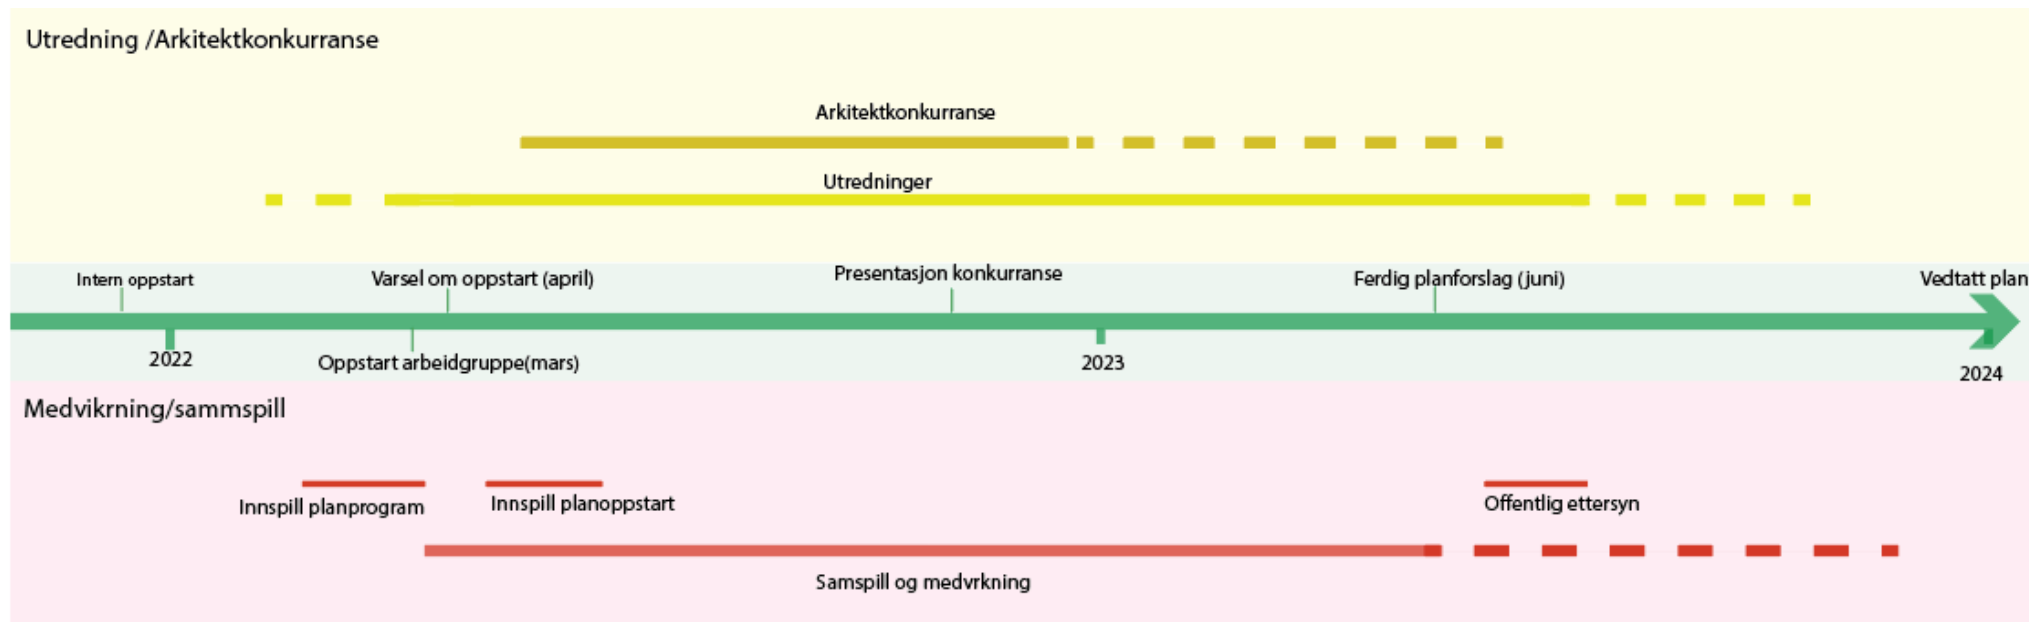 Utredning /Arkitektkonkurranse
Arkitektkonkurranse
Utredninger
Intern oppstart
Varsel om oppstart (april)
Presentasjon konkurranse
Ferdig planforslag (juni)
Vedtatt plan
2022
Oppstart arbeidgruppe(mars)
2023
2024
Medvikrning/sammspill
Innspill planprogram
Innspill planoppstart
Offentlig ettersyn
Samspill og medvrkning